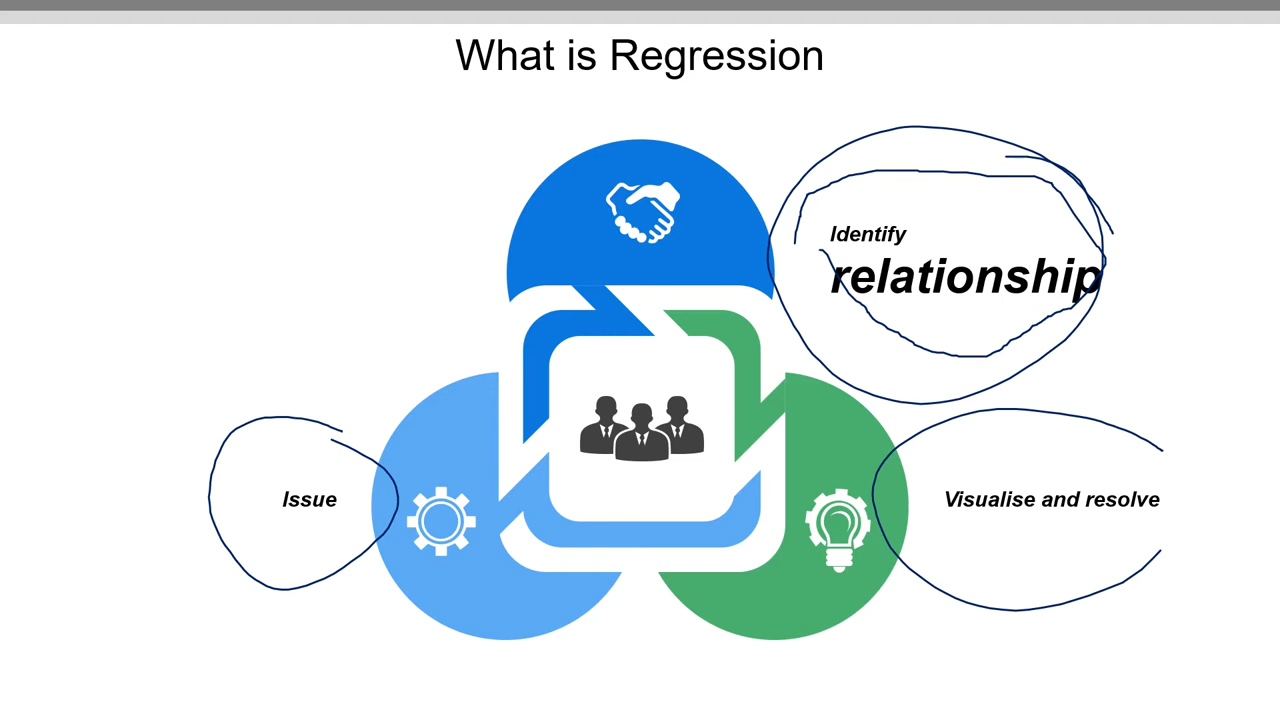 What is Regression
Identify
relationship
Issue
Visualise and resolve